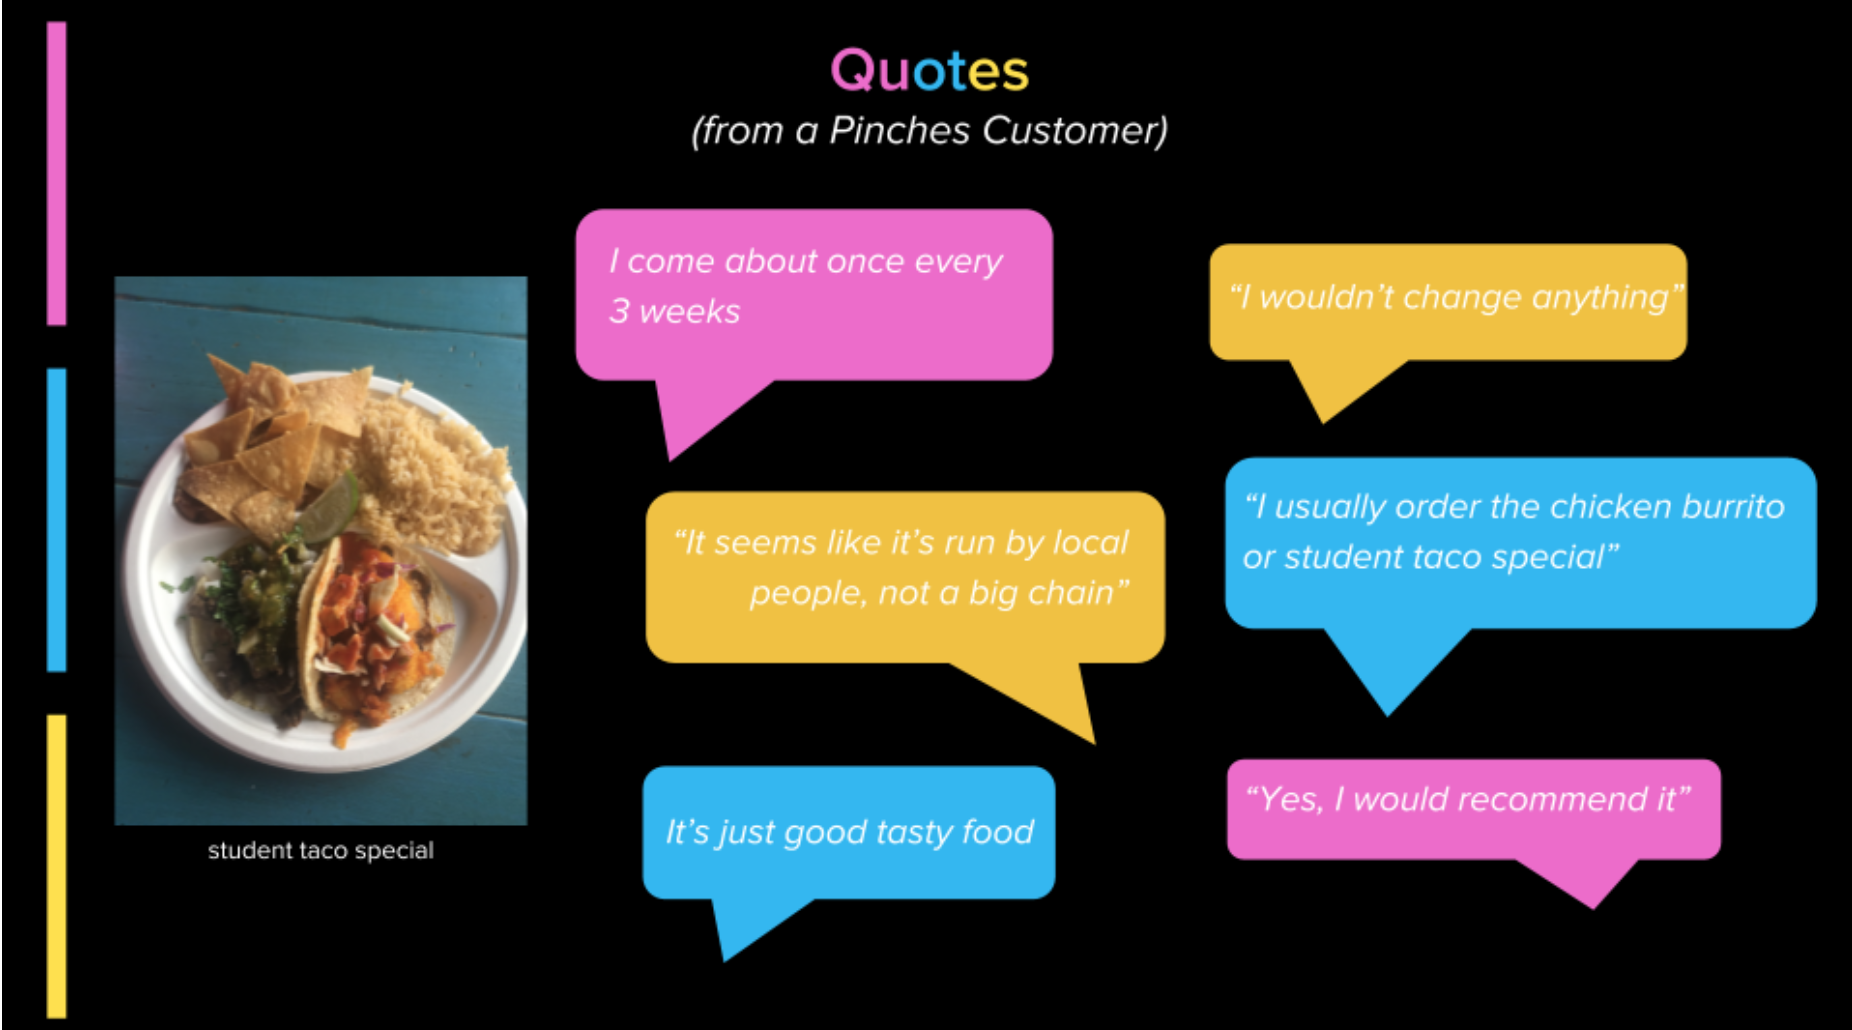 Quotes
(from a Pinches Customer)
I come about once every
3 weeks
“I wouldn’t change anything”
“It seems like it’s run by local
people, not a big chain”
“I usually order the chicken burrito
or student taco special”
It’s just good tasty food
“Yes, I would recommend it”
student taco special